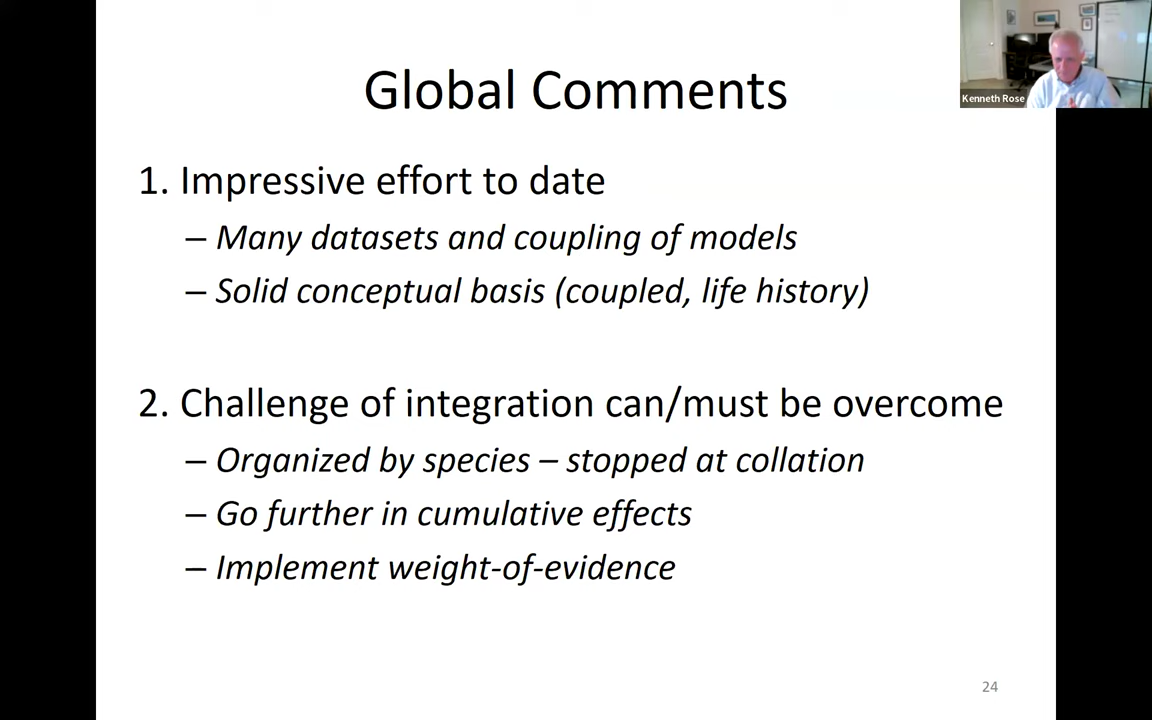 Global Comments
Kenneth Rose
1. Impressive effort to date
– Many datasets and coupling of models
– Solid conceptual basis (coupled, life history)
2. Challenge of integration can/must be overcome
– Organized by species – stopped at collation
– Go further in cumulative effects
– Implement weight-of-evidence
24